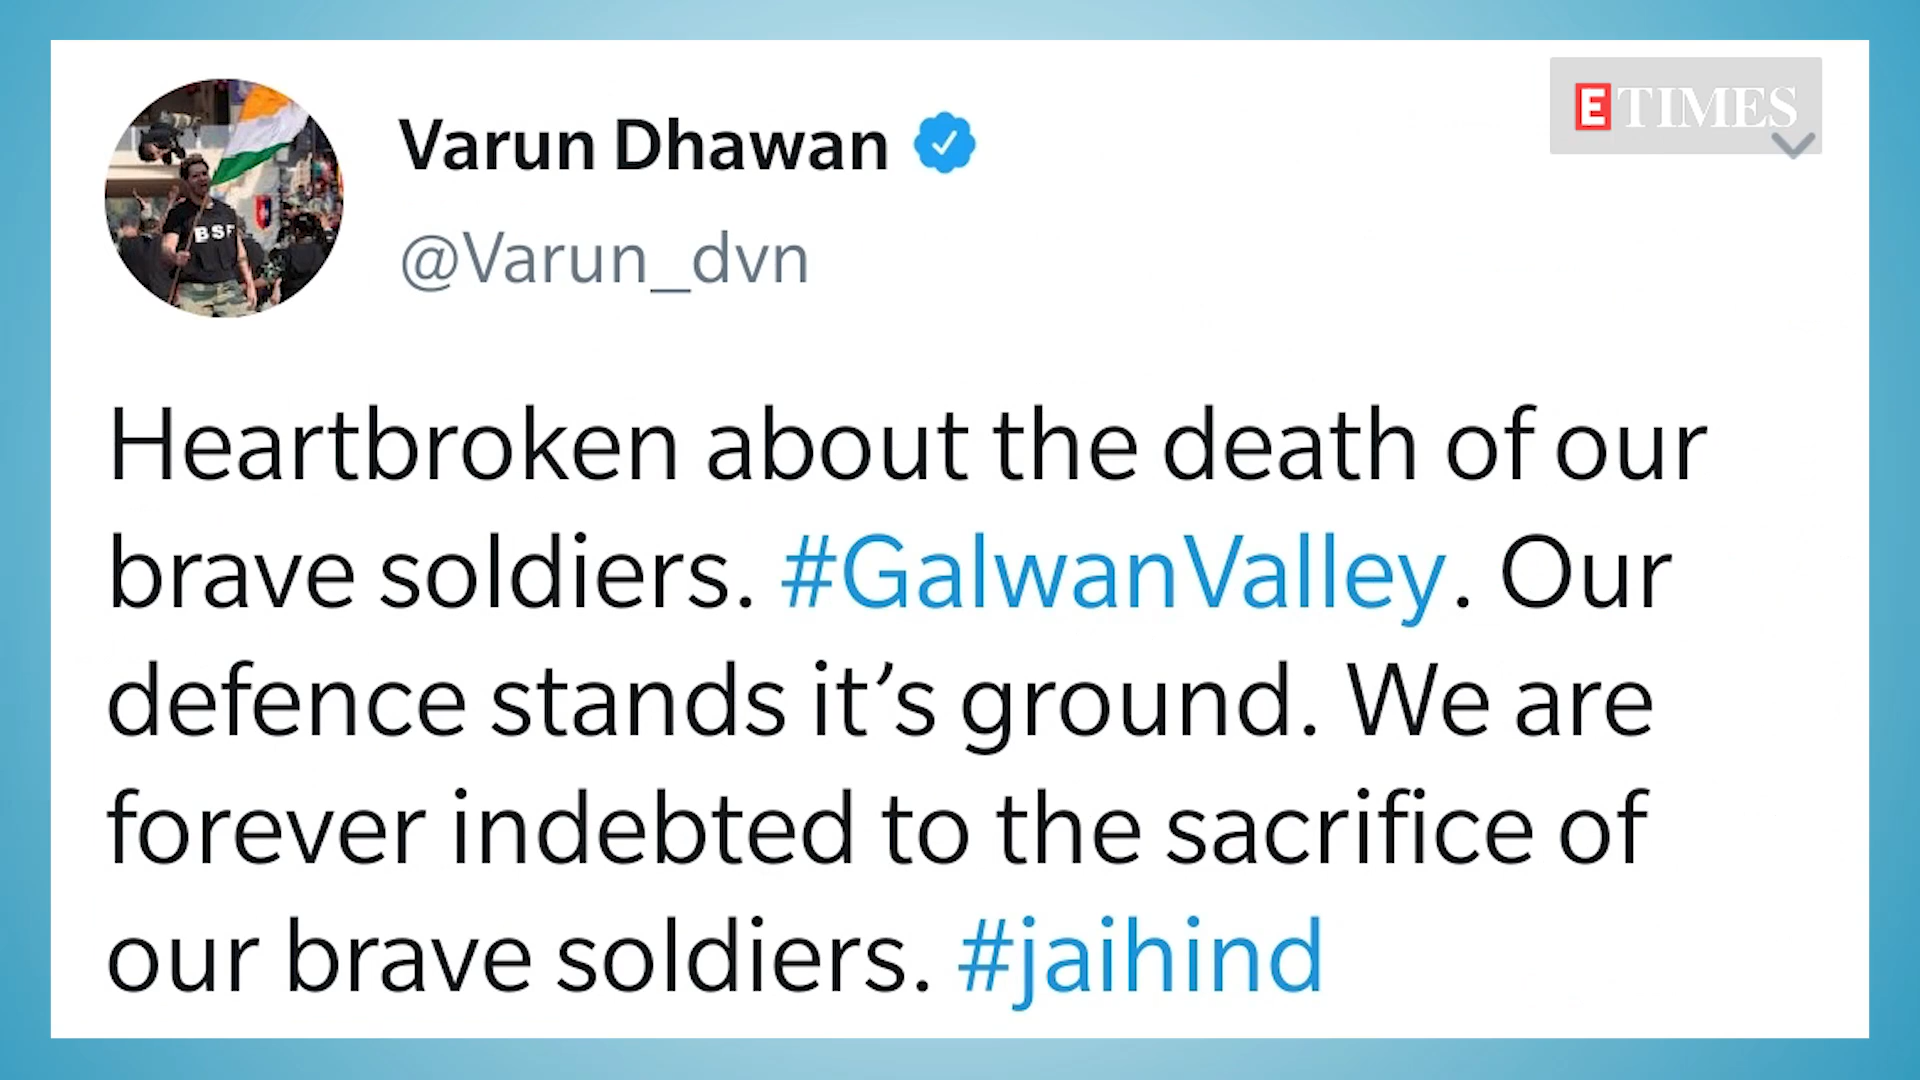 Varun Dhawan
@Varun_dvn
E TIMES
BSF
Heartbroken about the death of our
brave soldiers. #GalwanValley. Our
defence stands it’s ground. We are
forever indebted to the sacrifice of
our brave soldiers. #jaihind